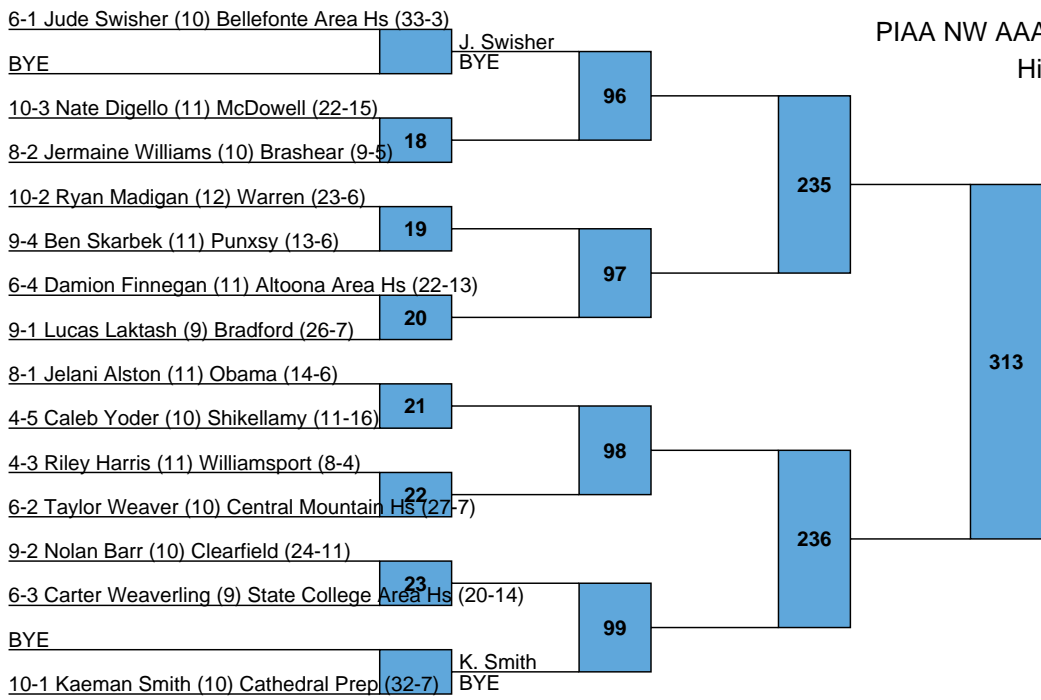 6-1 Jude Swisher (10) Bellefonte Area Hs (33-3)
PIAA NW AAA
J. Swisher
BYE
BYE
Hi
96
10-3 Nate Digello (11) McDowell (22-15)
18
8-2 Jermaine Williams (10) Brashear (9-5)
235
10-2 Ryan Madigan (12) Warren (23-6)
19
9-4 Ben Skarbek (11) Punxsy (13-6)
97
6-4 Damion Finnegan (11) Altoona Area Hs (22-13)
20
9-1 Lucas Laktash (9) Bradford (26-7)
313
8-1 Jelani Alston (11) Obama (14-6)
21
4-5 Caleb Yoder (10) Shikellamy (11-16)
98
4-3 Riley Harris (11) Williamsport (8-4)
22
6-2 Taylor Weaver (10) Central Mountain Hs (27-7)
236
9-2 Nolan Barr (10) Clearfield (24-11)
23
6-3 Carter Weaverling (9) State College Area Hs (20-14)
99
BYE
K. Smith
BYE
10-1 Kaeman Smith (10) Cathedral Prep (32-7)